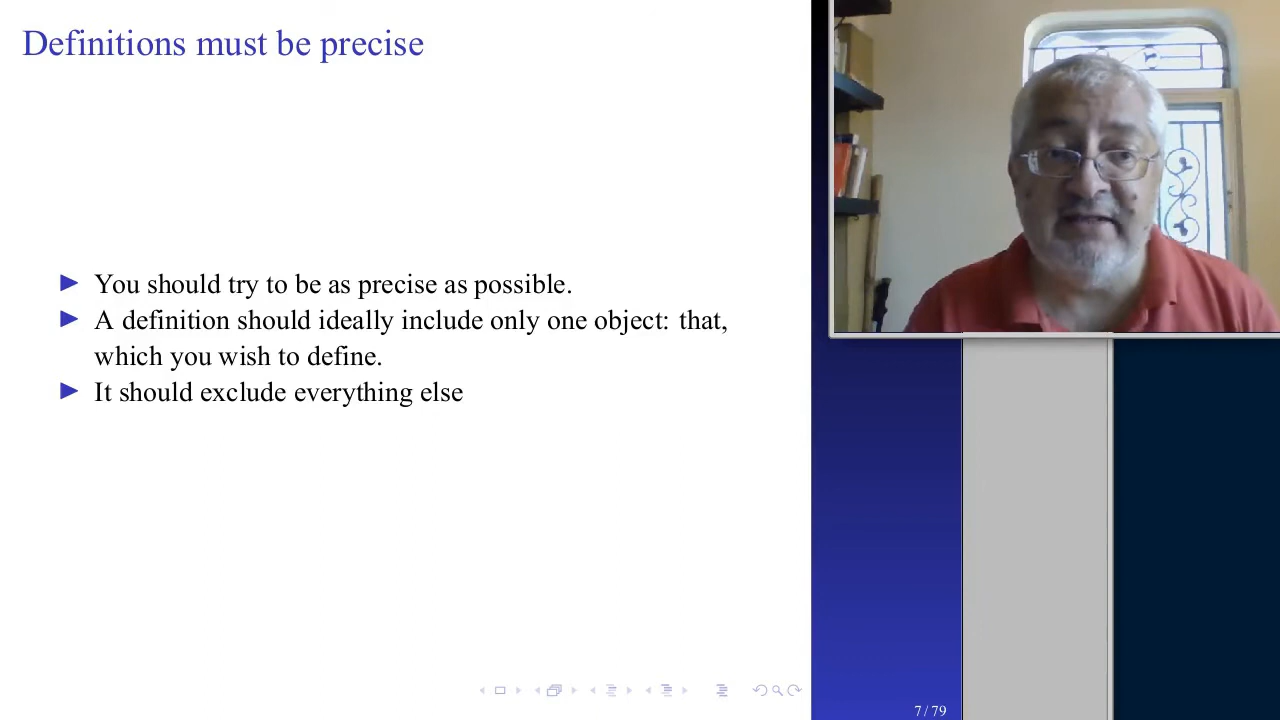 Definitions must be precise
You should try to be as precise as possible.
A definition should ideally include only one object: that,
which you wish to define.
It should exclude everything else
7 / 79